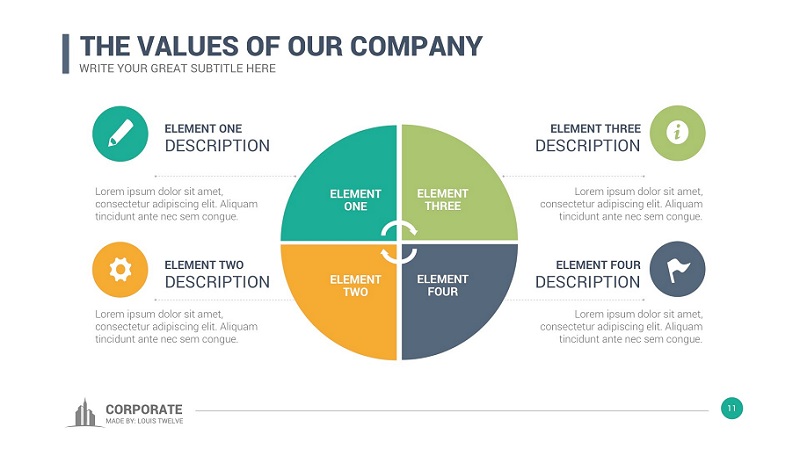 THE VALUES OF OUR COMPANY
WRITE YOUR GREAT SUBTITLE HERE
ELEMENT ONE
DESCRIPTION
Lorem ipsum dolor sit amet,
consectetur adipiscing elit. Aliquam
tincidunt ante nec sem congue.
ELEMENT TWO
DESCRIPTION
Lorem ipsum dolor sit amet,
consectetur adipiscing elit. Aliquam
tincidunt ante nec sem congue.
ELEMENT
ONE
ELEMENT
THREE
ELEMENT
TWO
ELEMENT
FOUR
ELEMENT THREE
DESCRIPTION
Lorem ipsum dolor sit amet,
consectetur adipiscing elit. Aliquam
tincidunt ante nec sem congue.
ELEMENT FOUR
DESCRIPTION
Lorem ipsum dolor sit amet,
consectetur adipiscing elit. Aliquam
tincidunt ante nec sem congue.
CORPORATE
MADE BY: LOUIS TWELVE
11